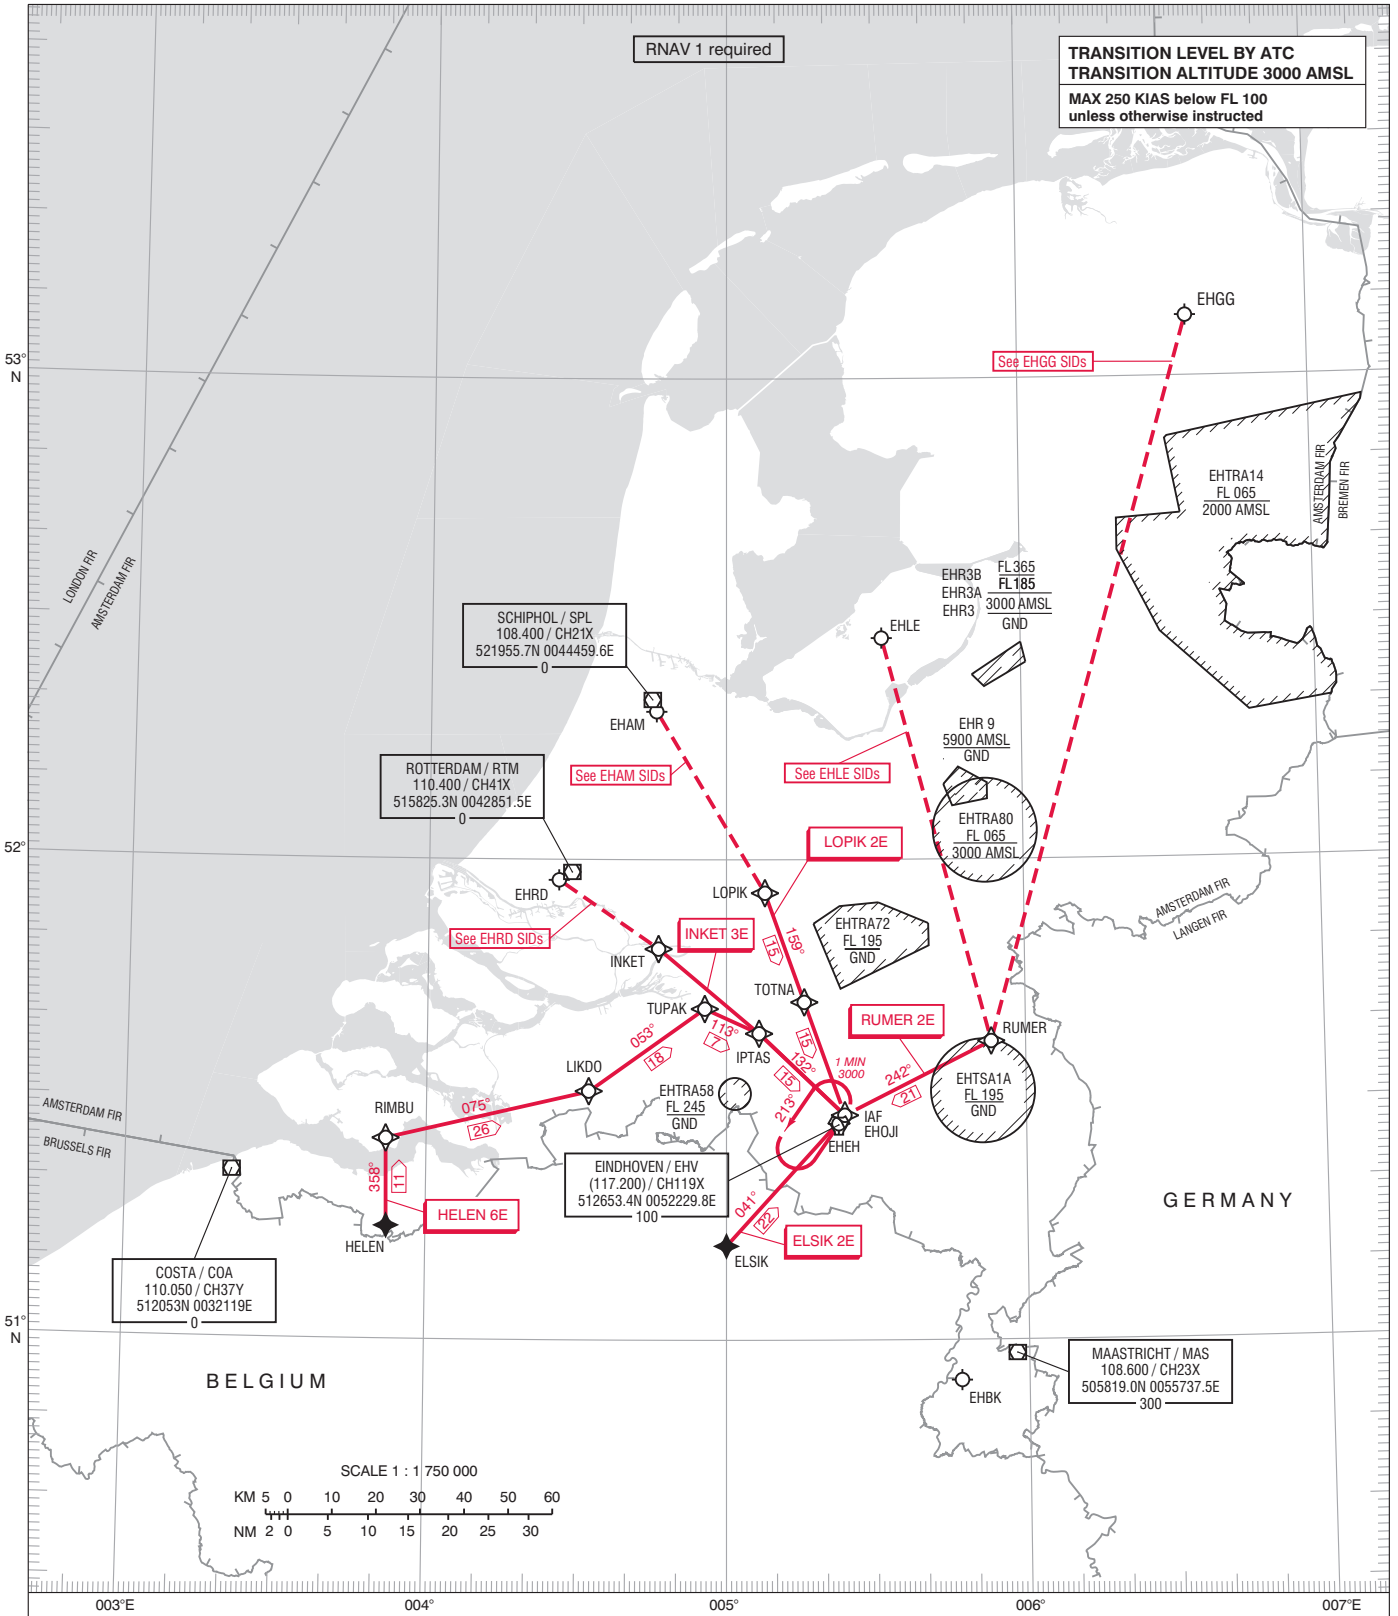 RNAV 1 required
TRANSITION LEVEL BY ATC
TRANSITION ALTITUDE 3000 AMSL
MAX 250 KIAS below FL 100
unless otherwise instructed
EHGG
See EHGG SIDs
53°
N
EHTRA14
FL 065
2000 AMSL
AMSTERDAM FIR
BREMEN FIR
LONDON FIR
AMSTERDAM FIR
EHR3B
EHR3A
EHR3
FL365
FL185
3000 AMSL
GND
EHLE
SCHIPHOL / SPL
108.400 / CH21X
521955.7N 0044459.6E
0
EHAM
EHR 9
5900 AMSL
GND
See EHAM SIDs
See EHLE SIDs
ROTTERDAM / RTM
110.400 / CH41X
515825.3N 0042851.5E
0
EHTRA80
FL 065
3000 AMSL
52°
N
LOPIK 2E
EHRD
LOPIK
AMSTERDAM FIR
LANGEN FIR
EHTRA72
FL 195
GND
See EHRD SIDs
INKET 3E
159°
15
INKET
TOTNA
TUPAK
RUMER 2E
RUMER
113°
7
053°
18
IPTAS
15
132°
15
1 MIN
3000
242°
21
LIKDO
EHTRA58
FL 245
GND
EHTSA1A
FL 195
GND
AMSTERDAM FIR
BRUSSELS FIR
RIMBU
075°
26
213°
IAF
EHOJI
EHEH
EINDHOVEN / EHV
(117.200) / CH119X
512653.4N 0052229.8E
100
358°
11
HELEN 6E
HELEN
041°
22
ELSIK 2E
ELSIK
GERMANY
COSTA / COA
110.050 / CH37Y
512053N 0032119E
0
51°
N
MAASTRICHT / MAS
108.600 / CH23X
505819.0N 0055737.5E
300
EHBK
BELGIUM
SCALE 1 : 1 750 000
KM 5 0 10 20 30 40 50 60
NM 2 0 5 10 15 20 25 30
003°E 004° 005° 006° 007°E